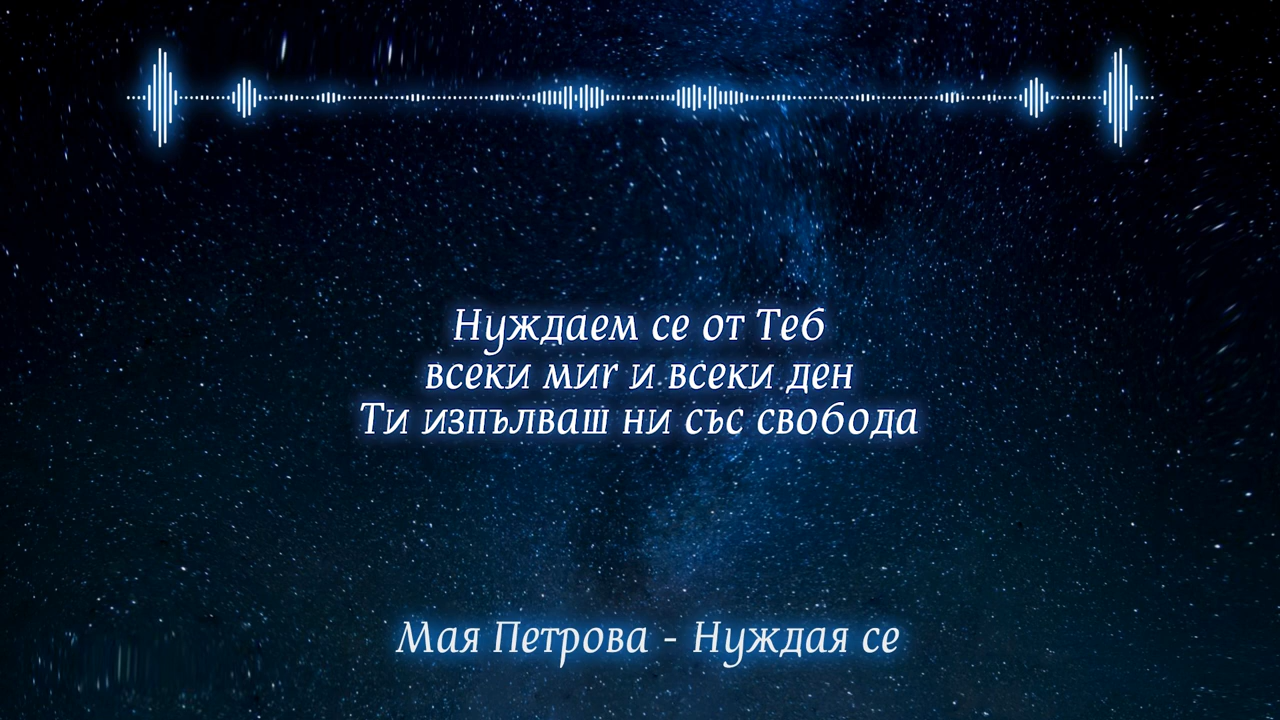 Нуждаем се от Теб
всеки миг и всеки ден
Ти изпълваш ни със свобода
Мая Петрова - Нуждая се